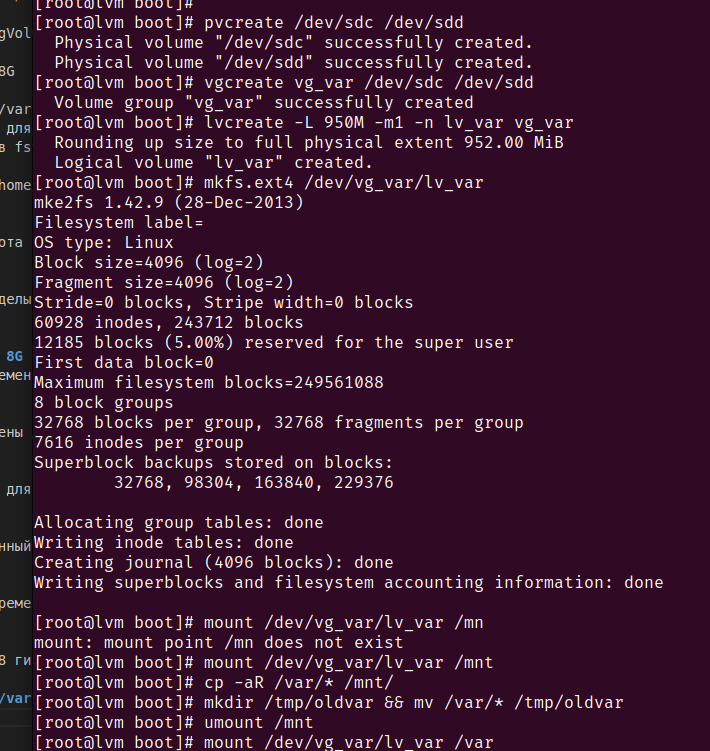 [root@lvm boot]#
[root@lvm boot]# pvcreate /dev/sdc /dev/sdd
  Physical volume "/dev/sdc" successfully created.
  Physical volume "/dev/sdd" successfully created.
[root@lvm boot]# vgcreate vg_var /dev/sdc /dev/sdd
  Volume group "vg_var" successfully created
[root@lvm boot]# lvcreate -L 950M -m1 -n lv_var vg_var
  Rounding up size to full physical extent 952.00 MiB
  Logical volume "lv_var" created.
[root@lvm boot]# mkfs.ext4 /dev/vg_var/lv_var
mke2fs 1.42.9 (28-Dec-2013)
Filesystem label=
OS type: Linux
Block size=4096 (log=2)
Fragment size=4096 (log=2)
Stride=0 blocks, Stripe width=0 blocks
60928 inodes, 243712 blocks
12185 blocks (5.00%) reserved for the super user
First data block=0
Maximum filesystem blocks=249561088
8 block groups
32768 blocks per group, 32768 fragments per group
7616 inodes per group
Superblock backups stored on blocks:
        32768, 98304, 163840, 229376

Allocating group tables: done
Writing inode tables: done
Creating journal (4096 blocks): done
Writing superblocks and filesystem accounting information: done

[root@lvm boot]# mount /dev/vg_var/lv_var /mn
mount: mount point /mn does not exist
[root@lvm boot]# mount /dev/vg_var/lv_var /mnt
[root@lvm boot]# cp -aR /var/* /mnt/
[root@lvm boot]# mkdir /tmp/oldvar && mv /var/* /tmp/oldvar
[root@lvm boot]# umount /mnt
[root@lvm boot]# mount /dev/vg_var/lv_var /var
gVol
8G
/var
для
в fs
home
ота
делы
8G
емен
ены
для
нный
реме
8 ги
/var